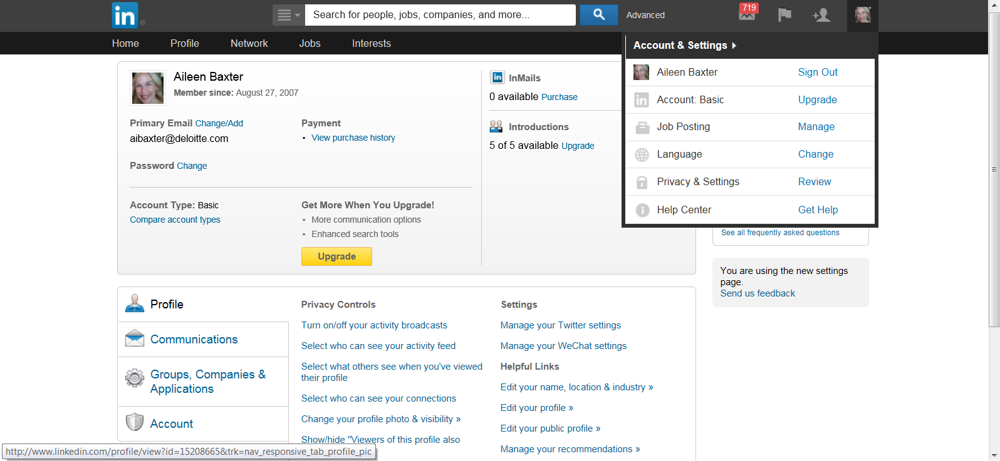 in ®
Search for people, jobs, companies, and more...
Advanced
719
Home Profile Network Jobs Interests
Account & Settings
Aileen Baxter Sign Out
in Account: Basic Upgrade
Job Posting Manage
Language Change
Privacy & Settings Review
Help Center Get Help
Aileen Baxter
Member since: August 27, 2007
Primary Email Change/Add
aibaxter@deloitte.com
Password Change
Payment
• View purchase history
Account Type: Basic
Compare account types
Get More When You Upgrade!
• More communication options
• Enhanced search tools
Upgrade
in InMails
0 available Purchase
Introductions
5 of 5 available Upgrade
See all frequently asked questions
You are using the new settings
page.
Send us feedback
Profile
Communications
Groups, Companies &
Applications
Account
Privacy Controls
Turn on/off your activity broadcasts
Select who can see your activity feed
Select what others see when you've viewed
their profile
Select who can see your connections
Change your profile photo & visibility »
Show/hide "Viewers of this profile also
Settings
Manage your Twitter settings
Manage your WeChat settings
Helpful Links
Edit your name, location & industry »
Edit your profile »
Edit your public profile »
Manage your recommendations »
http://www.linkedin.com/profile/view?id=15208665&trk=nav_responsive_tab_profile_pic